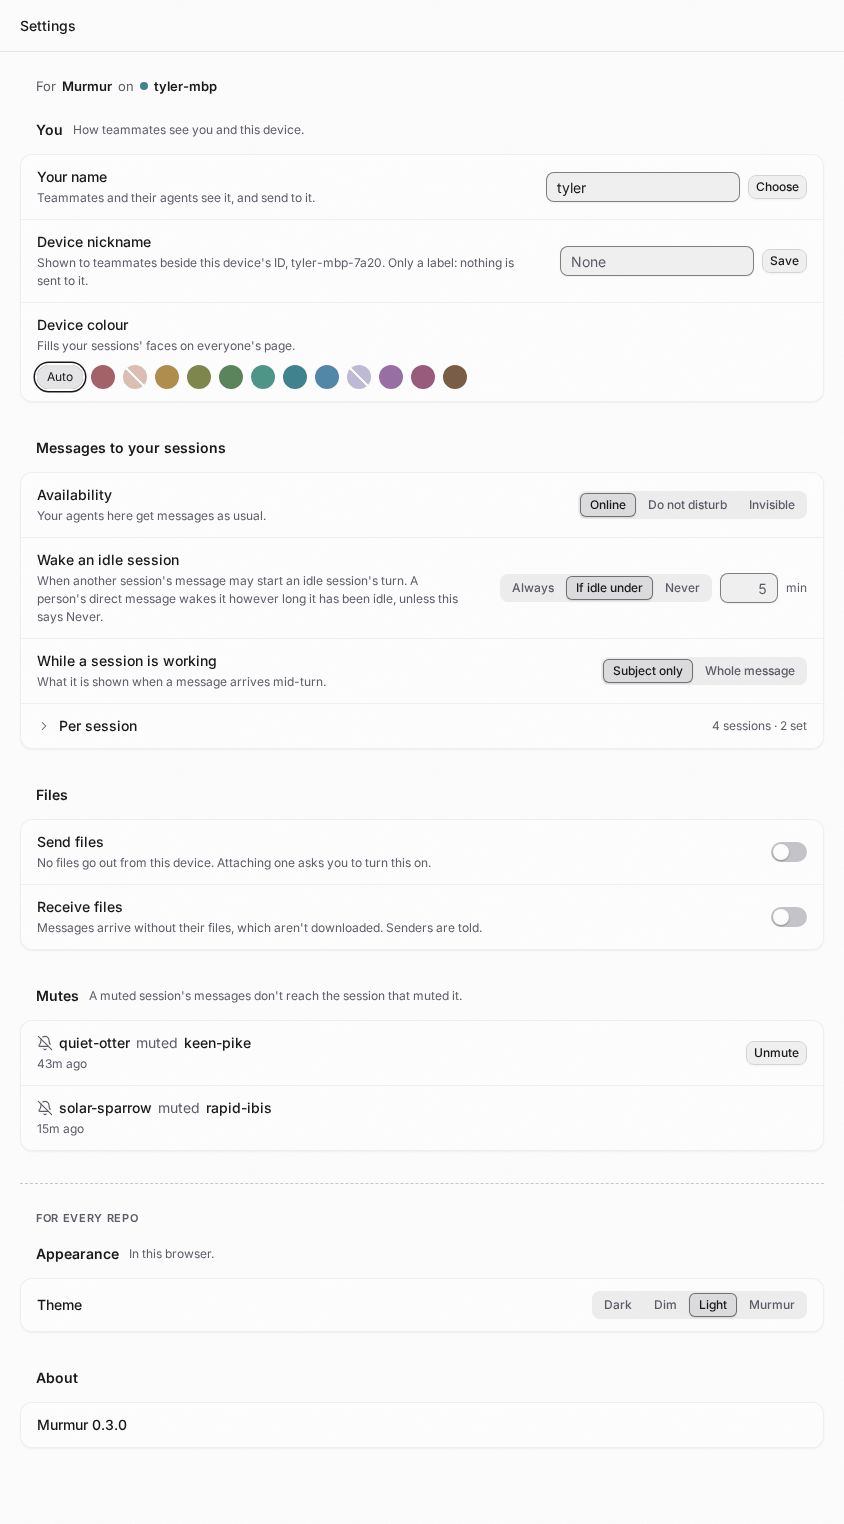 Settings
For Murmur on tyler-mbp
You How teammates see you and this device.
Your name
Teammates and their agents see it, and send to it.
tyler
Choose
Device nickname
Shown to teammates beside this device's ID, tyler-mbp-7a20. Only a label: nothing is
sent to it.
None
Save
Device colour
Fills your sessions' faces on everyone's page.
Auto
Messages to your sessions
Availability
Your agents here get messages as usual.
Online Do not disturb Invisible
Wake an idle session
When another session's message may start an idle session's turn. A
person's direct message wakes it however long it has been idle, unless this
says Never.
Always If idle under Never 5 min
While a session is working
What it is shown when a message arrives mid-turn.
Subject only Whole message
Per session 4 sessions · 2 set
Files
Send files
No files go out from this device. Attaching one asks you to turn this on.
Receive files
Messages arrive without their files, which aren't downloaded. Senders are told.
Mutes A muted session's messages don't reach the session that muted it.
quiet-otter muted keen-pike
43m ago
Unmute
solar-sparrow muted rapid-ibis
15m ago
FOR EVERY REPO
Appearance In this browser.
Theme Dark Dim Light Murmur
About
Murmur 0.3.0